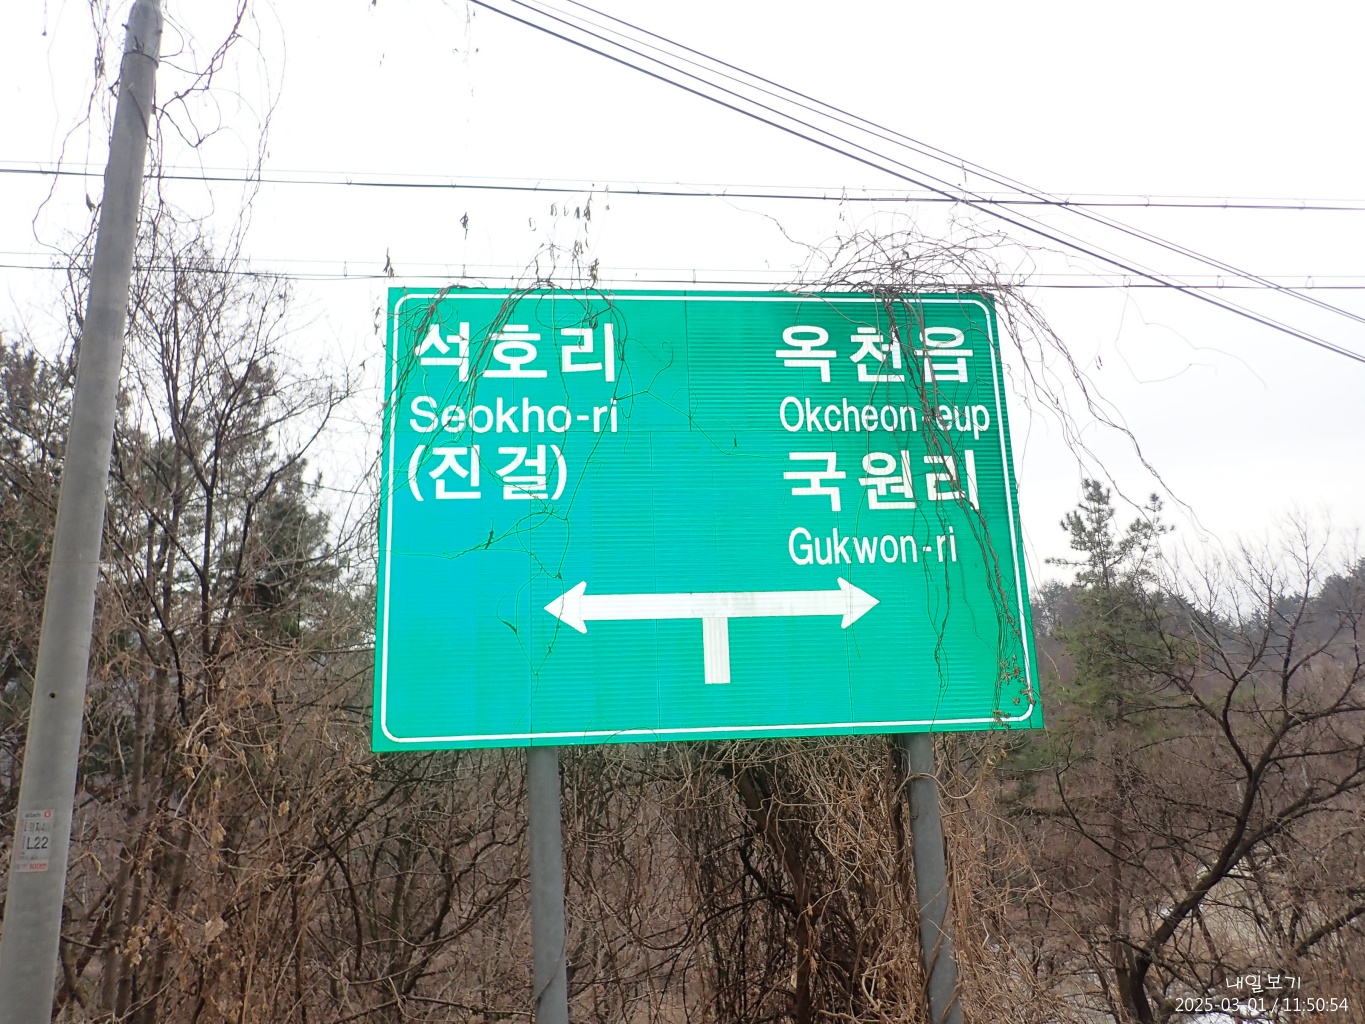 석호리
Seokho-ri
(진걸)
옥천읍
Okcheon-eup
국원리
Gukwon-ri
L22
내일보기
2025-03-01 / 11:50:54